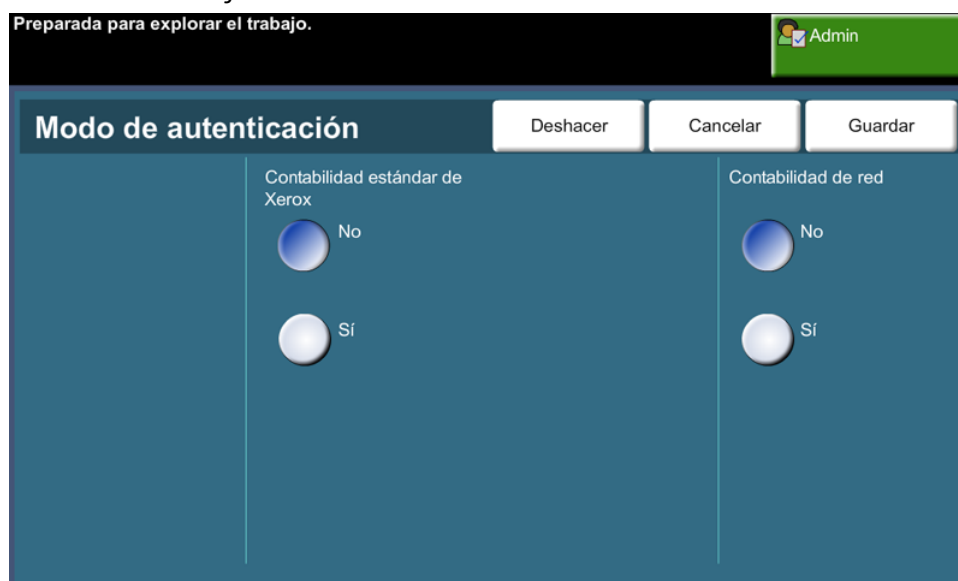 Preparada para explorar el trabajo.
Admin
Modo de autenticación
Deshacer
Cancelar
Guardar
Contabilidad estándar de
Xerox
No
Sí
Contabilidad de red
No
Sí